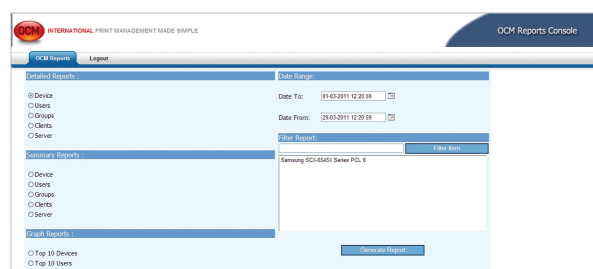 OCM INTERNATIONAL PRINT MANAGEMENT MADE SIMPLE
OCM Reports Console
OCM Reports
Logout
Detailed Reports :
Device
Users
Groups
Clients
Server
Summary Reports :
Device
Users
Groups
Clients
Server
Graph Reports :
Top 10 Devices
Top 10 Users
Date Range:
Date To: 01-03-2011 12:20:59
Date From: 29-03-2011 12:20:59
Filter Report:
Filter Item
Samsung SCX-6545X Series PCL 6
Generate Report